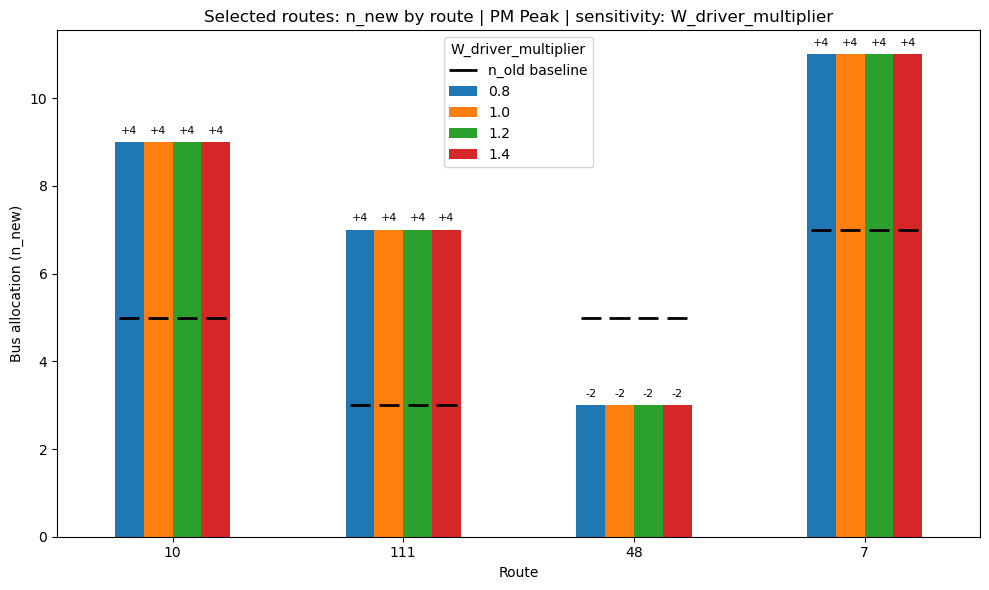 Selected routes: n_new by route | PM Peak | sensitivity: W_driver_multiplier
W_driver_multiplier
n_old baseline
0.8
1.0
1.2
1.4
+4 +4 +4 +4
+4 +4 +4 +4
-2 -2 -2 -2
+4 +4 +4 +4
Bus allocation (n_new)
10
8
6
4
2
0
10 111 48 7
Route